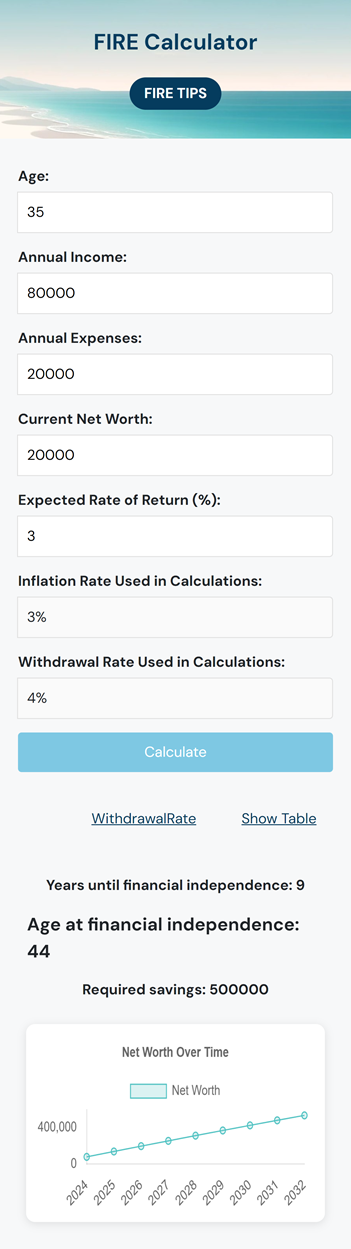 FIRE Calculator
FIRE TIPS
Age:
35
Annual Income:
80000
Annual Expenses:
20000
Current Net Worth:
20000
Expected Rate of Return (%):
3
Inflation Rate Used in Calculations:
3%
Withdrawal Rate Used in Calculations:
4%
Calculate
WithdrawalRate Show Table
Years until financial independence: 9
Age at financial independence:
44
Required savings: 500000
Net Worth Over Time
Net Worth
400,000
0
2024 2025 2026 2027 2028 2029 2030 2031 2032